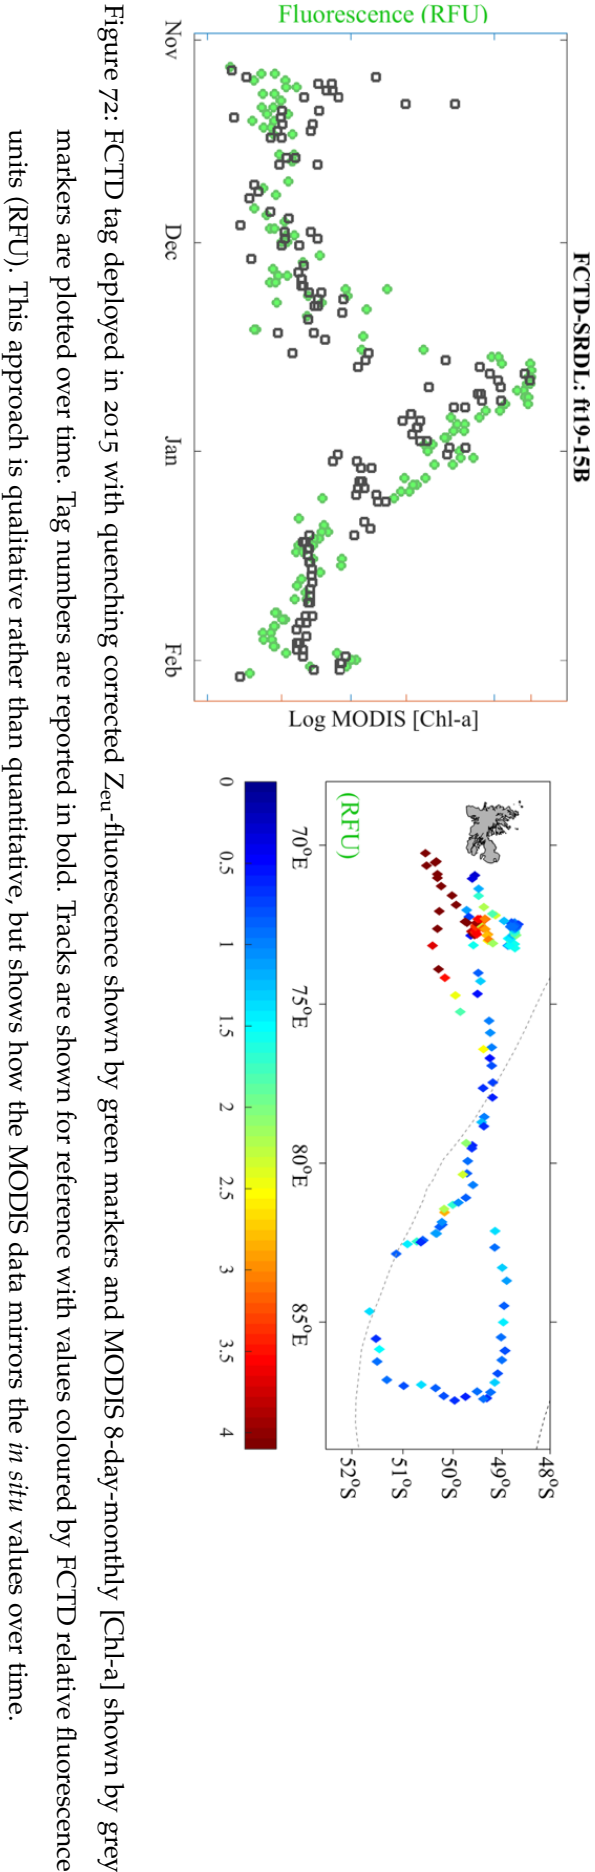 FCTD-SRDL: ft19-15B
Fluorescence (RFU)
Log MODIS [Chl-a]
Nov
Dec
Jan
Feb
(RFU)
48°S
49°S
50°S
51°S
52°S
70°E
75°E
80°E
85°E
0
0.5
1
1.5
2
2.5
3
3.5
4
Figure 72: FCTD tag deployed in 2015 with quenching corrected Zeu-fluorescence shown by green markers and MODIS 8-day-monthly [Chl-a] shown by grey
markers are plotted over time. Tag numbers are reported in bold. Tracks are shown for reference with values coloured by FCTD relative fluorescence
units (RFU). This approach is qualitative rather than quantitative, but shows how the MODIS data mirrors the in situ values over time.